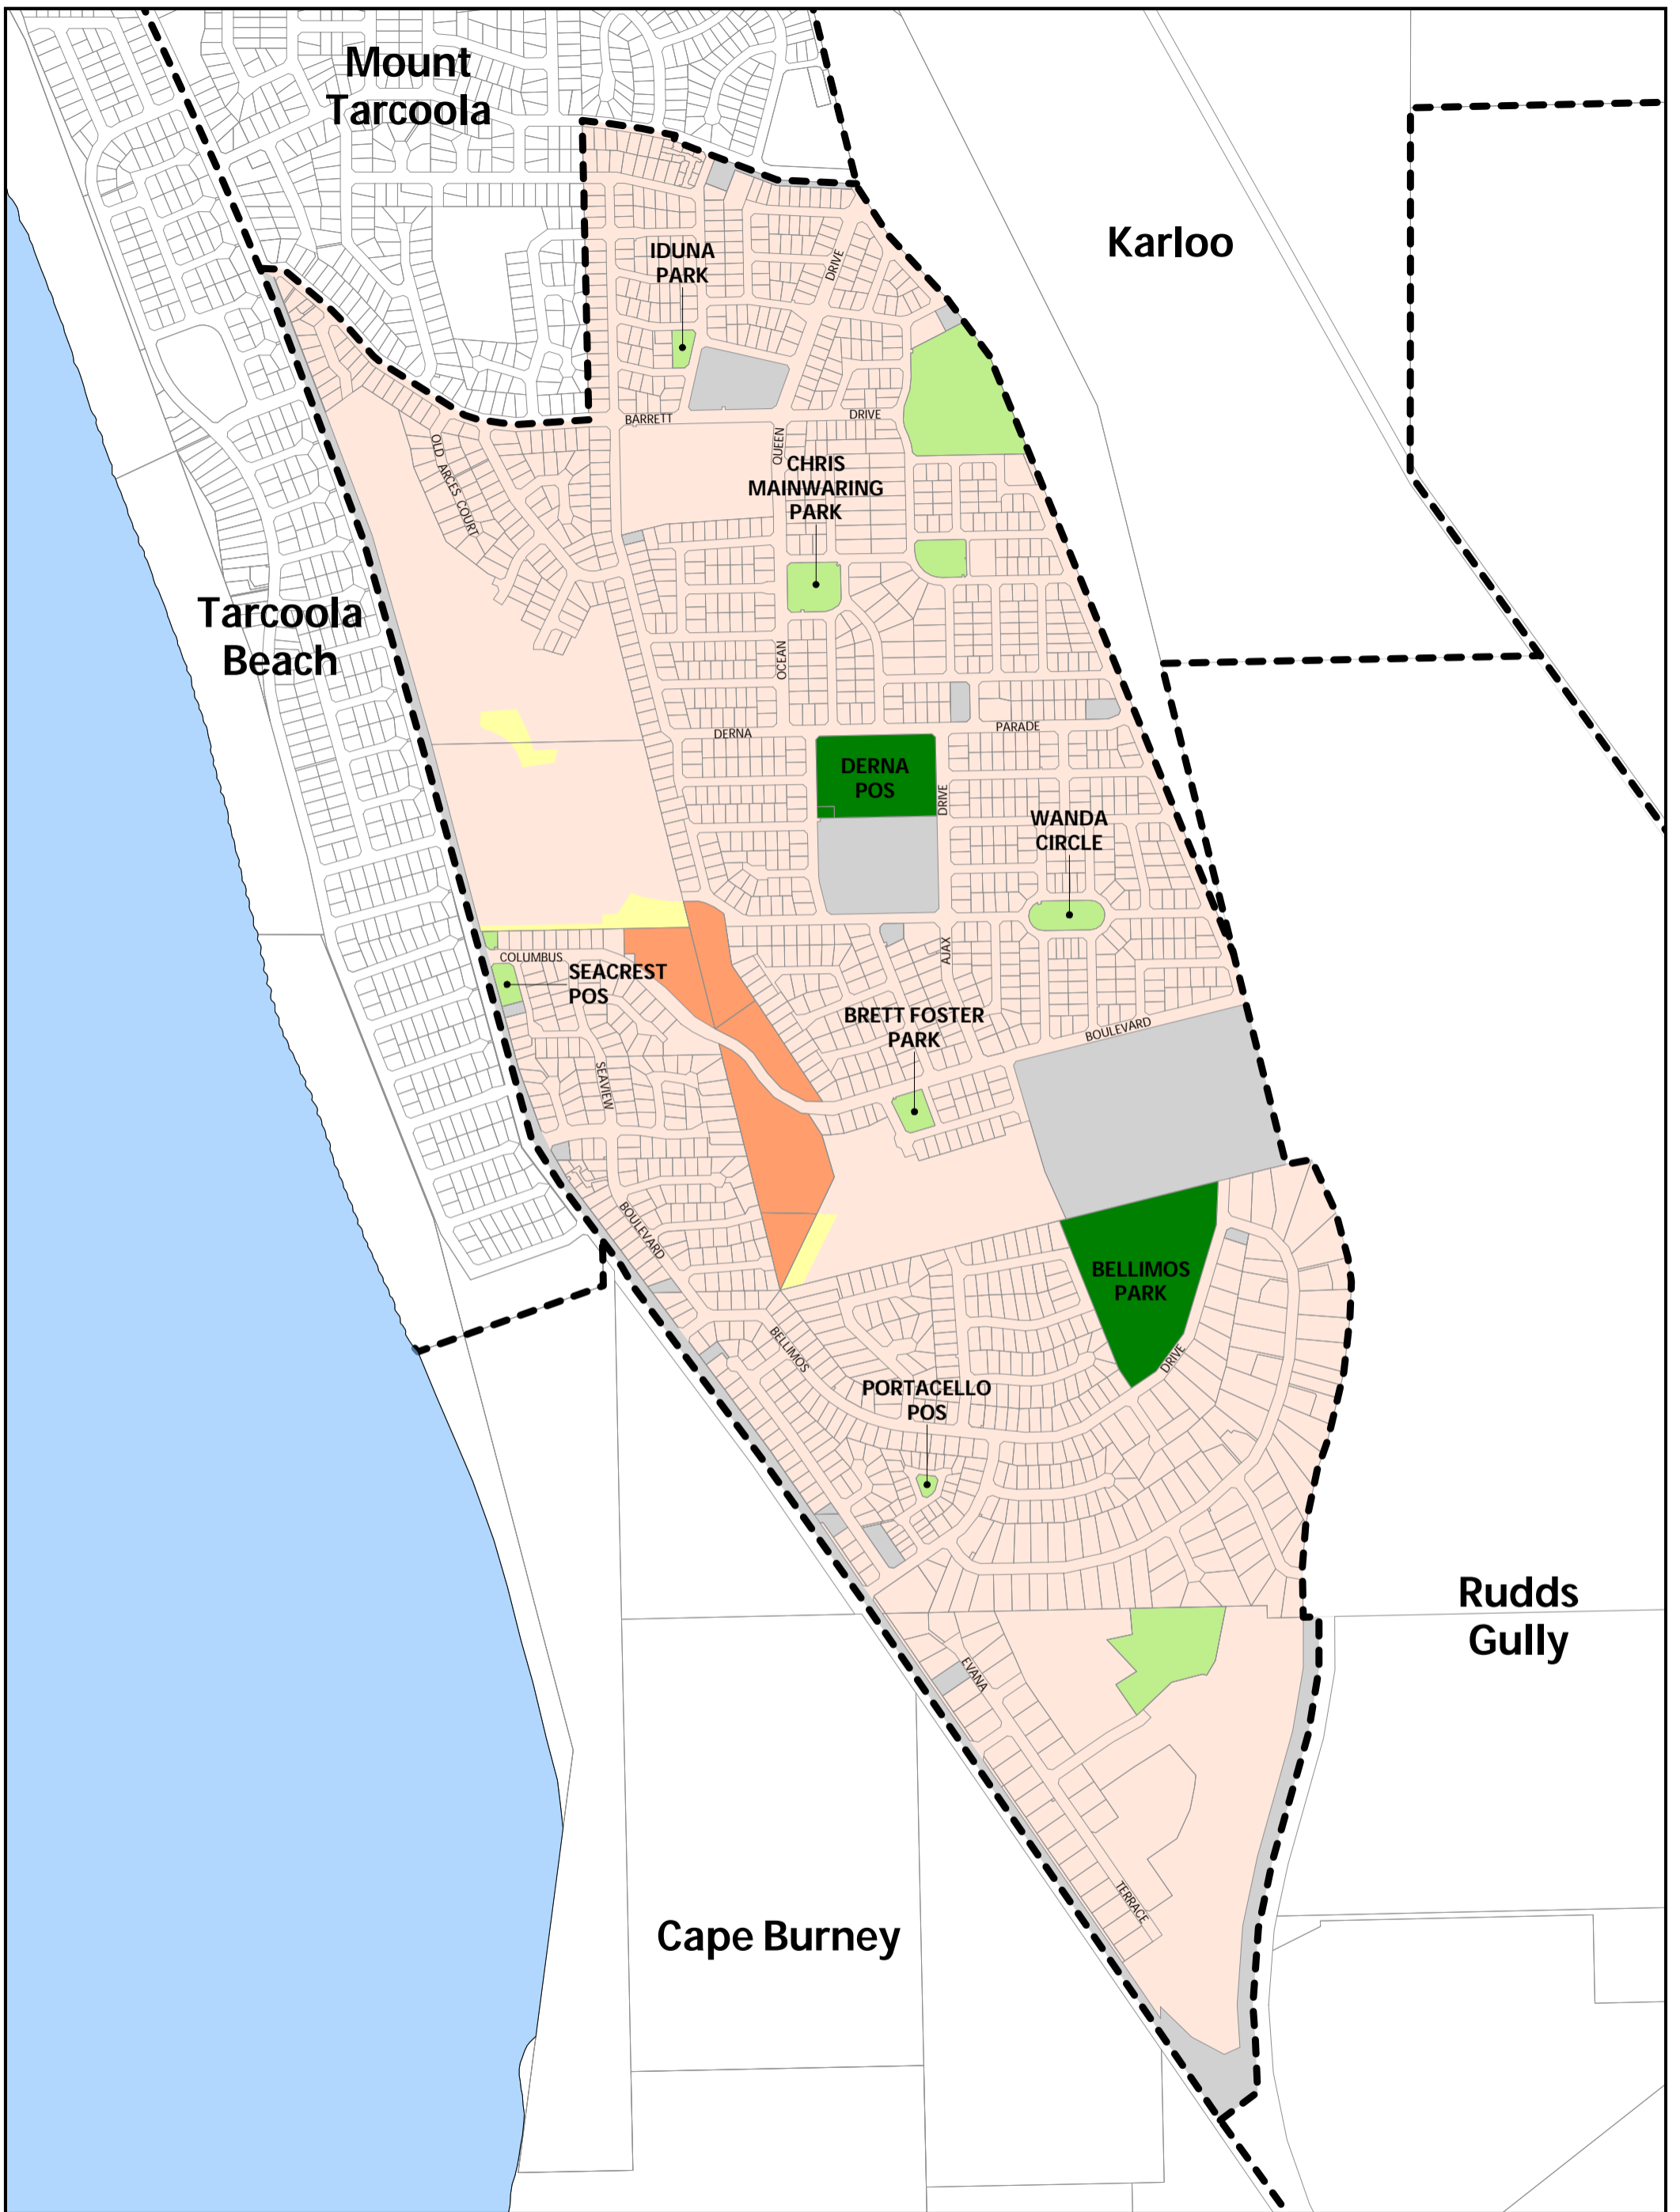 Mount
Tarcoola
Karloo
IDUNA
PARK
DRIVE
BARRETT
DRIVE
QUEEN
OLD ARCES COURT
CHRIS
MAINWARING
PARK
Tarcoola
Beach
OCEAN
DERNA
PARADE
DERNA
POS
DRIVE
WANDA
CIRCLE
COLUMBUS
SEACREST
POS
AJAX
BRETT FOSTER
PARK
BOULEVARD
SEAVIEW
BOULEVARD
BELLIMOS
PARK
BELLIMOS
DRIVE
PORTACELLO
POS
Rudds
Gully
EVANA
TERRACE
Cape Burney